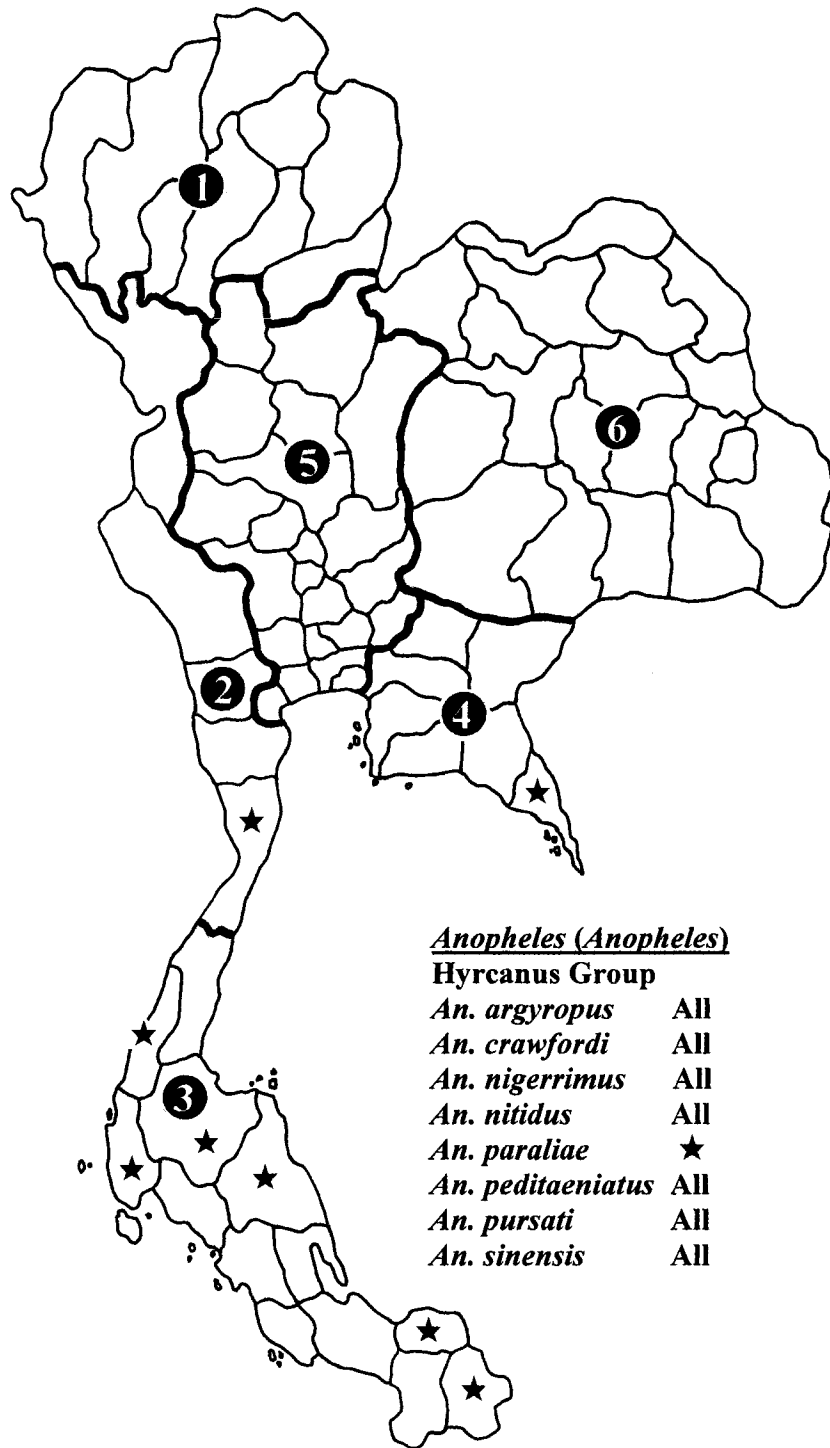 1
6
5
2
4
Anopheles (Anopheles)
Hyrcanus Group
An. argyropus All
An. crawfordi All
An. nigerrimus All
3
An. nitidus All
An. paraliae ★
An. peditaeniatus All
An. pursati All
An. sinensis All